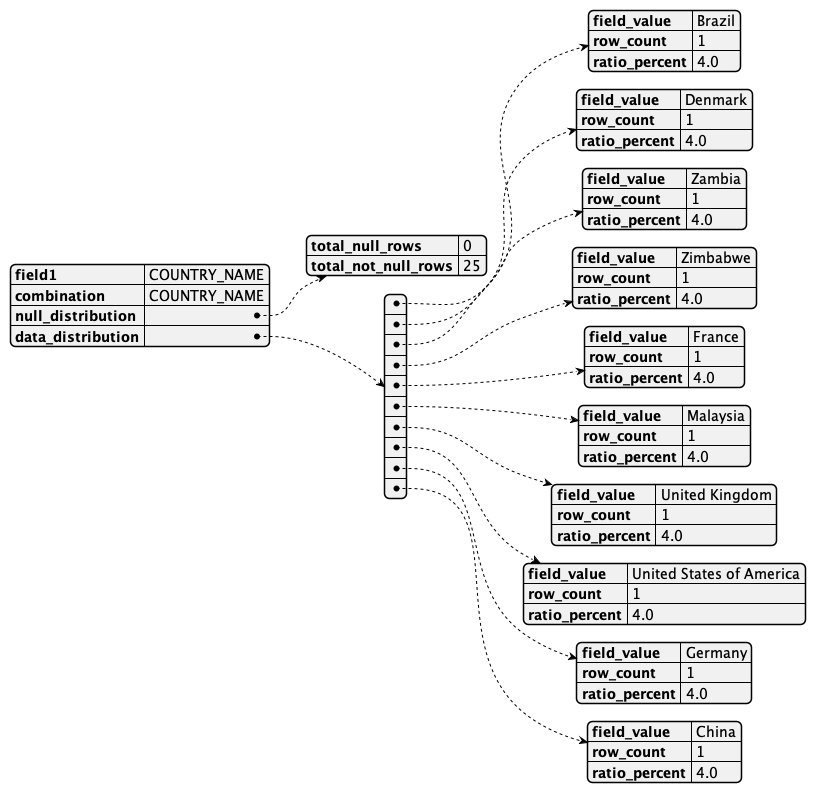 field1 COUNTRY_NAME
combination COUNTRY_NAME
null_distribution
data_distribution
total_null_rows 0
total_not_null_rows 25
field_value Brazil
row_count 1
ratio_percent 4.0
field_value Denmark
row_count 1
ratio_percent 4.0
field_value Zambia
row_count 1
ratio_percent 4.0
field_value Zimbabwe
row_count 1
ratio_percent 4.0
field_value France
row_count 1
ratio_percent 4.0
field_value Malaysia
row_count 1
ratio_percent 4.0
field_value United Kingdom
row_count 1
ratio_percent 4.0
field_value United States of America
row_count 1
ratio_percent 4.0
field_value Germany
row_count 1
ratio_percent 4.0
field_value China
row_count 1
ratio_percent 4.0